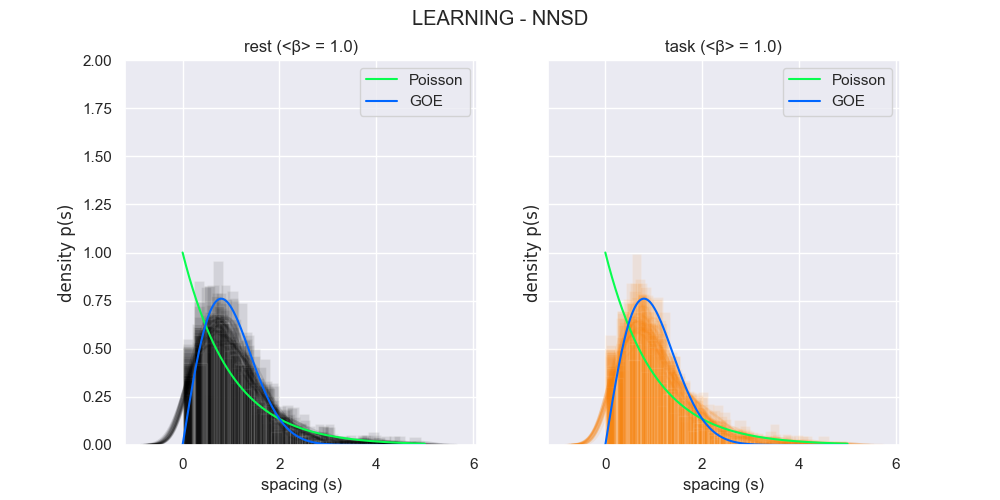 LEARNING - NNSD
rest (<β> = 1.0)
2.00
1.75
1.50
1.25
1.00
0.75
0.50
0.25
0.00
density p(s)
Poisson
GOE
0
2
4
6
spacing (s)
task (<β> = 1.0)
density p(s)
Poisson
GOE
0
2
4
6
spacing (s)